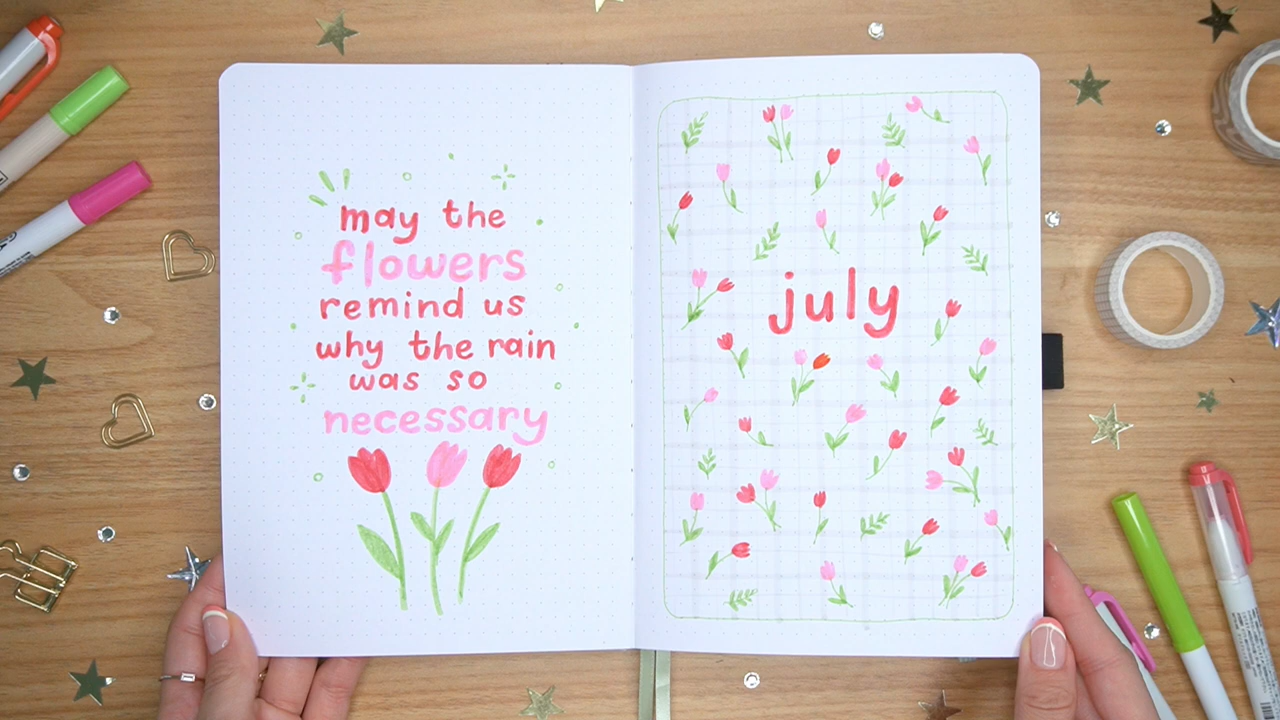 may the
flowers
remind us
why the rain
was so
necessary
july